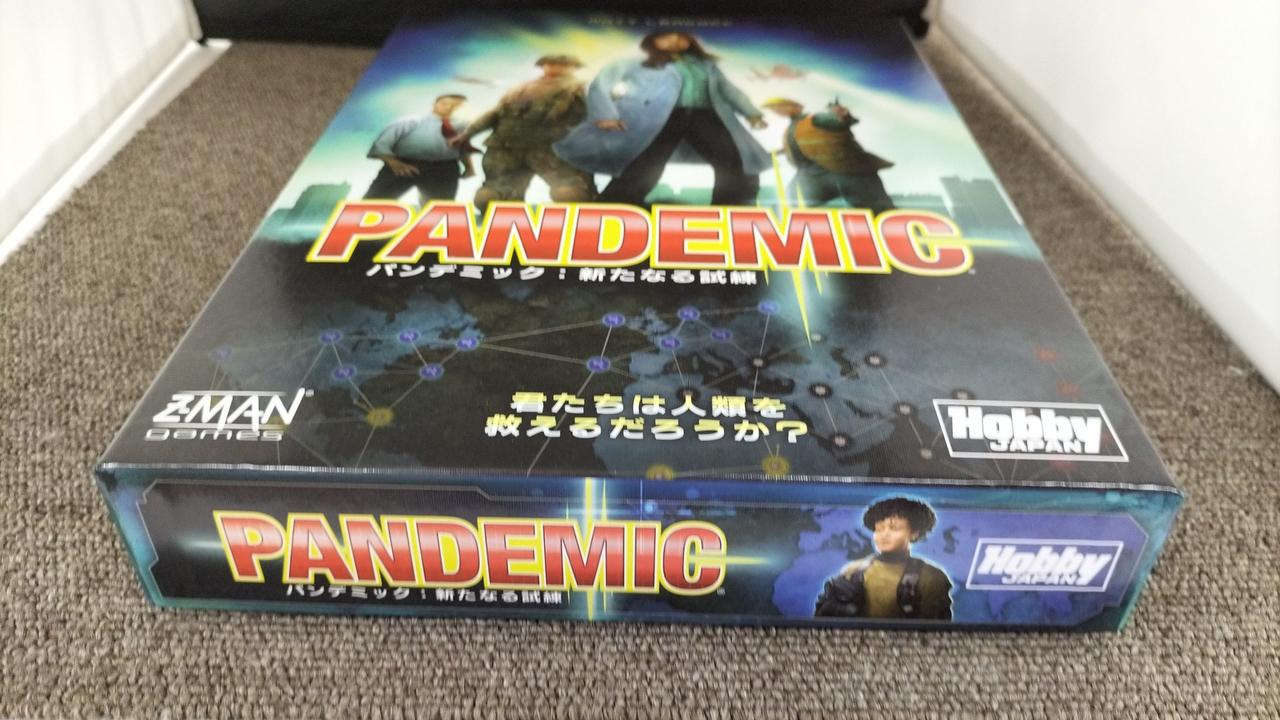 PANDEMIC
パンデミック：新たなる試練
君たちは人類を
救えるだろうか？
Z-MAN
games
Hobby
JAPAN
PANDEMIC
パンデミック：新たなる試練
Hobby
JAPAN